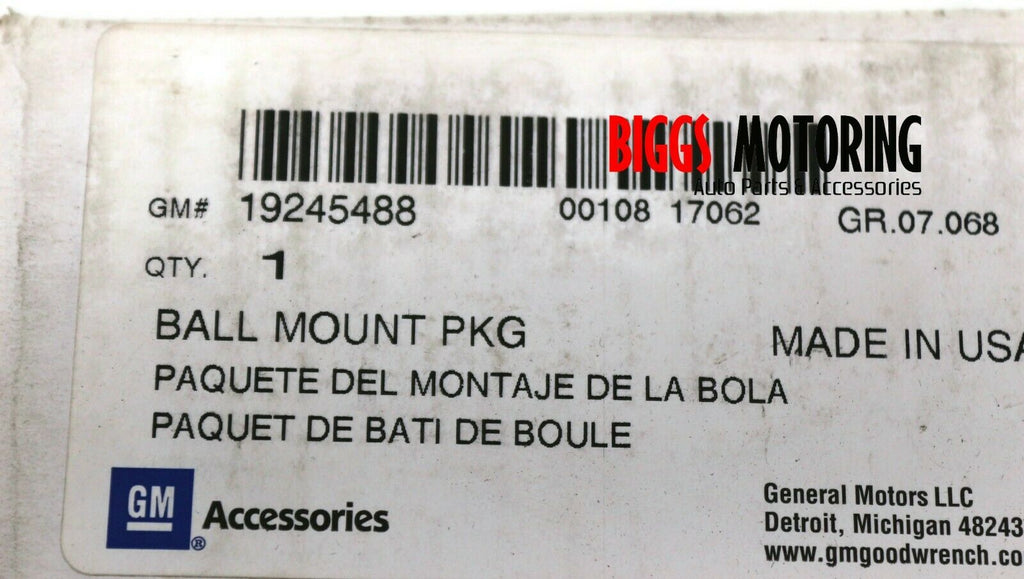 BIGGS MOTORING
Auto Parts & Accessories
GM# 19245488 00108 17062 GR.07.068
QTY. 1
BALL MOUNT PKG MADE IN USA
PAQUETE DEL MONTAJE DE LA BOLA
PAQUET DE BATI DE BOULE
GM ® Accessories
General Motors LLC
Detroit, Michigan 48243
www.gmgoodwrench.co